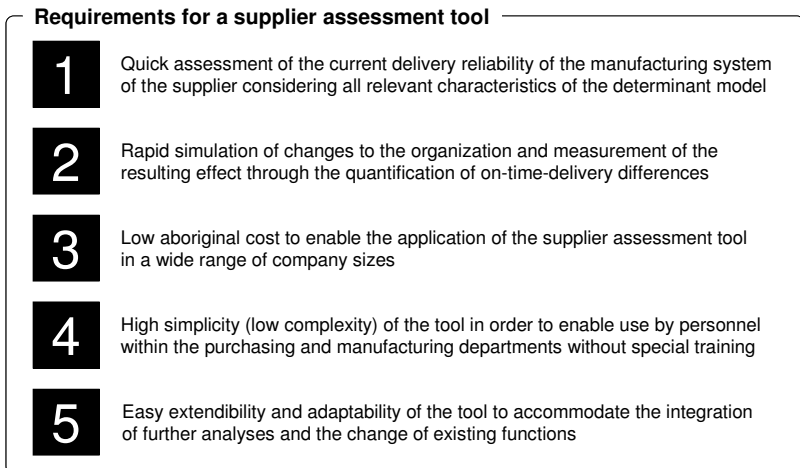 Requirements for a supplier assessment tool
1
Quick assessment of the current delivery reliability of the manufacturing system
of the supplier considering all relevant characteristics of the determinant model
2
Rapid simulation of changes to the organization and measurement of the
resulting effect through the quantification of on-time-delivery differences
3
Low aboriginal cost to enable the application of the supplier assessment tool
in a wide range of company sizes
4
High simplicity (low complexity) of the tool in order to enable use by personnel
within the purchasing and manufacturing departments without special training
5
Easy extendibility and adaptability of the tool to accommodate the integration
of further analyses and the change of existing functions